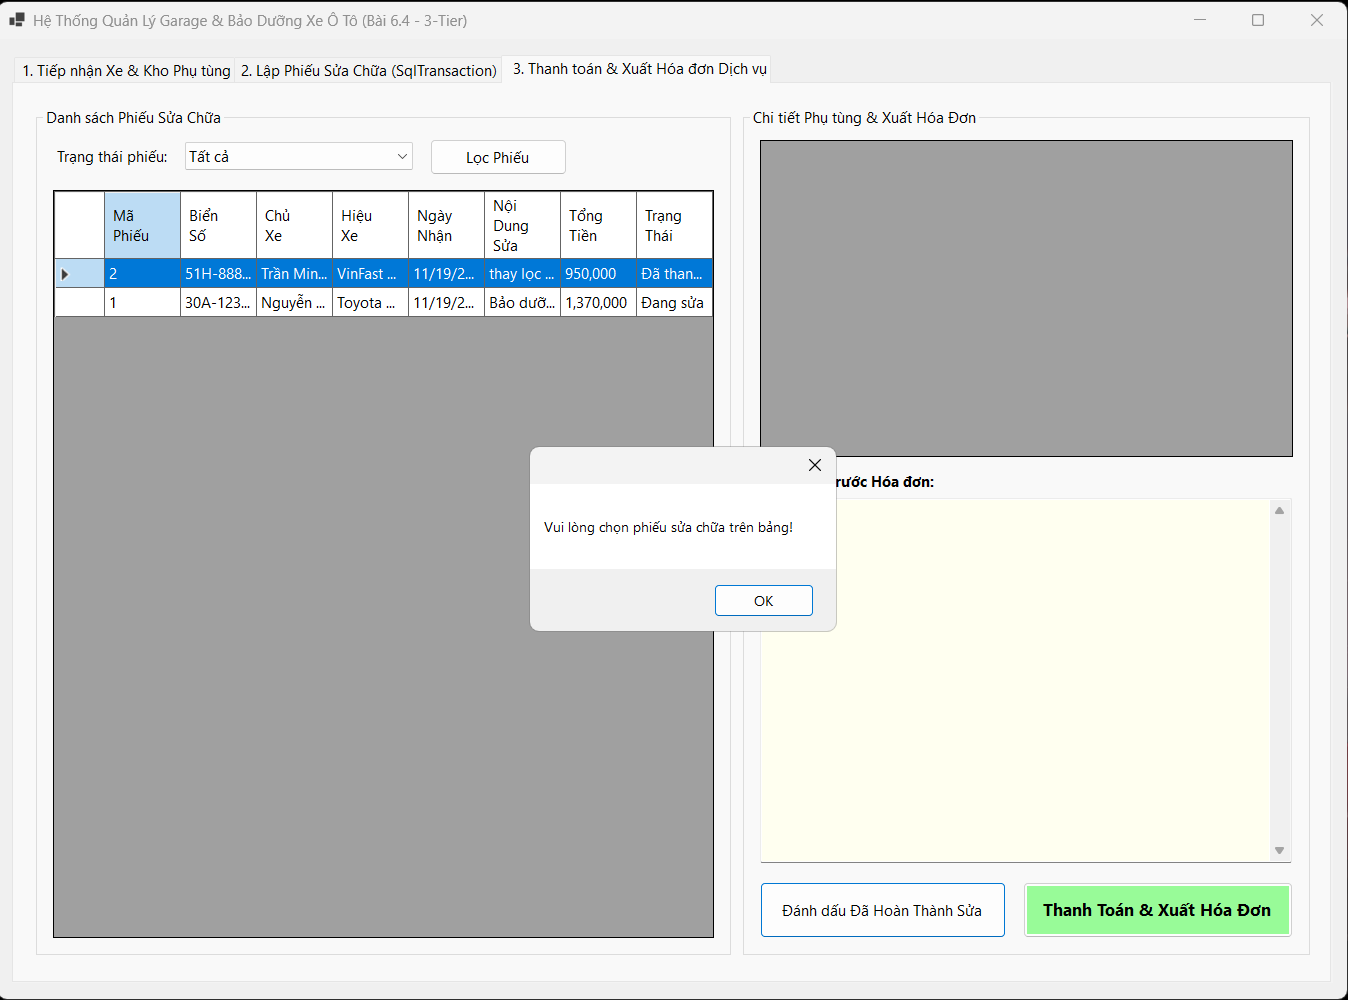 Hệ Thống Quản Lý Garage & Bảo Dưỡng Xe Ô Tô (Bài 6.4 - 3-Tier)
1. Tiếp nhận Xe & Kho Phụ tùng
2. Lập Phiếu Sửa Chữa (SqlTransaction)
3. Thanh toán & Xuất Hóa đơn Dịch vụ
Danh sách Phiếu Sửa Chữa
Trạng thái phiếu:
Tất cả
Lọc Phiếu
Mã Phiếu
Biển Số
Chủ Xe
Hiệu Xe
Ngày Nhận
Nội Dung Sửa
Tổng Tiền
Trạng Thái
2 51H-888... Trần Min... VinFast ... 11/19/2... thay lọc ... 950,000 Đã than...
1 30A-123... Nguyễn ... Toyota ... 11/19/2... Bảo dưỡ... 1,370,000 Đang sửa
Chi tiết Phụ tùng & Xuất Hóa Đơn
rước Hóa đơn:
Vui lòng chọn phiếu sửa chữa trên bảng!
OK
Đánh dấu Đã Hoàn Thành Sửa
Thanh Toán & Xuất Hóa Đơn